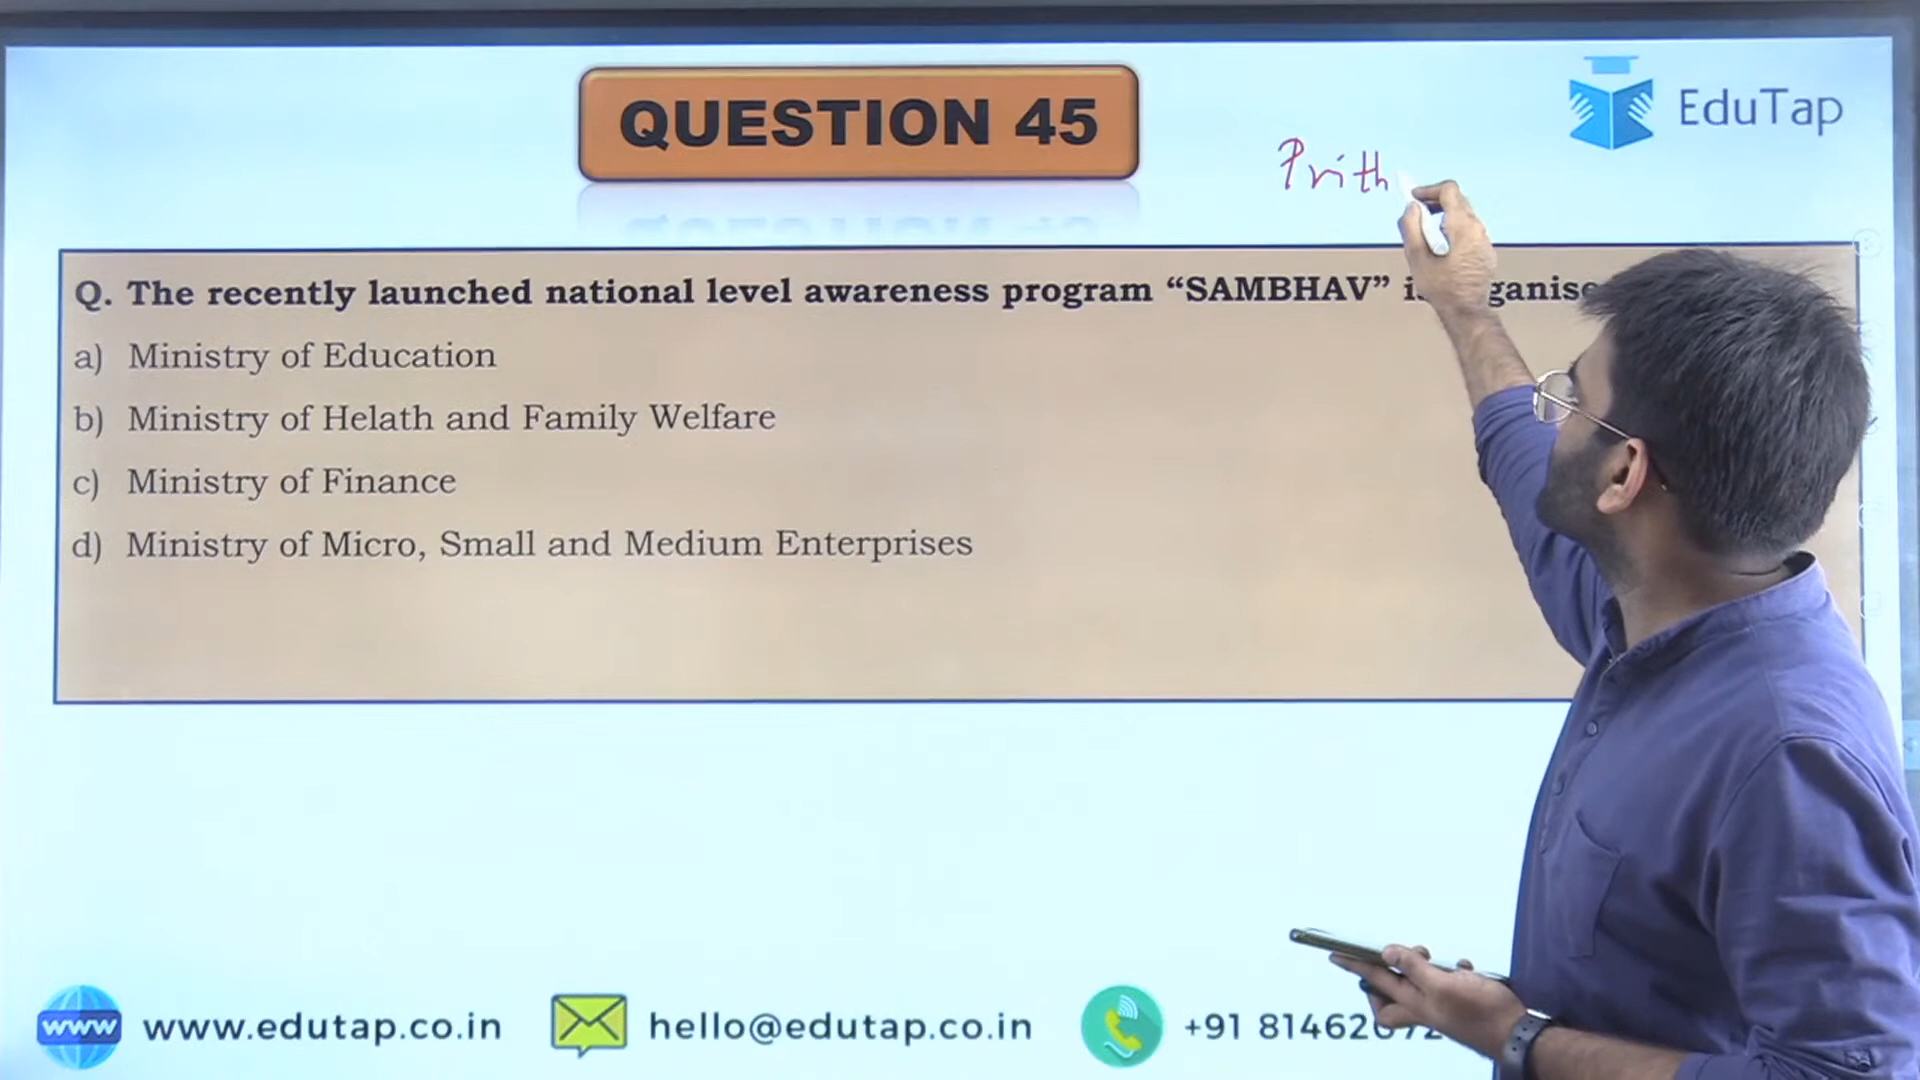 QUESTION 45
EduTap
Prith
Q. The recently launched national level awareness program “SAMBHAV”
a) Ministry of Education
b) Ministry of Helath and Family Welfare
c) Ministry of Finance
d) Ministry of Micro, Small and Medium Enterprises
www www.edutap.co.in hello@edutap.co.in +91